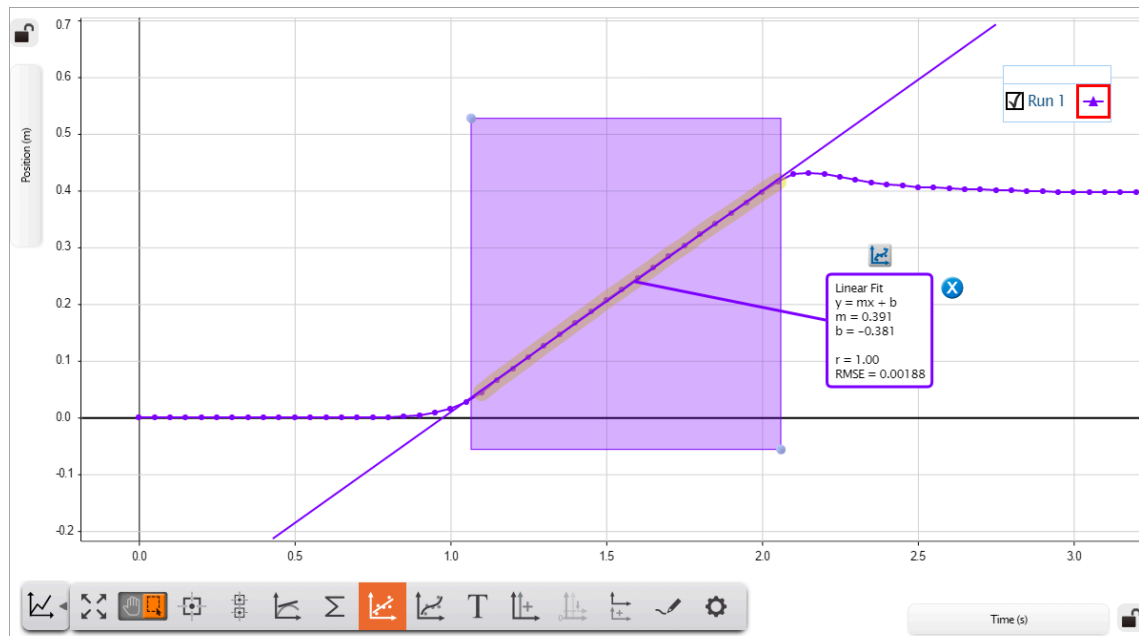 0.7
0.6
0.5
0.4
0.3
0.2
0.1
0.0
-0.1
-0.2
Position (m)
Run 1
Linear Fit
y = mx + b
m = 0.391
b = −0.381
r = 1.00
RMSE = 0.00188
X
0.0 0.5 1.0 1.5 2.0 2.5 3.0
Σ T
Time (s)